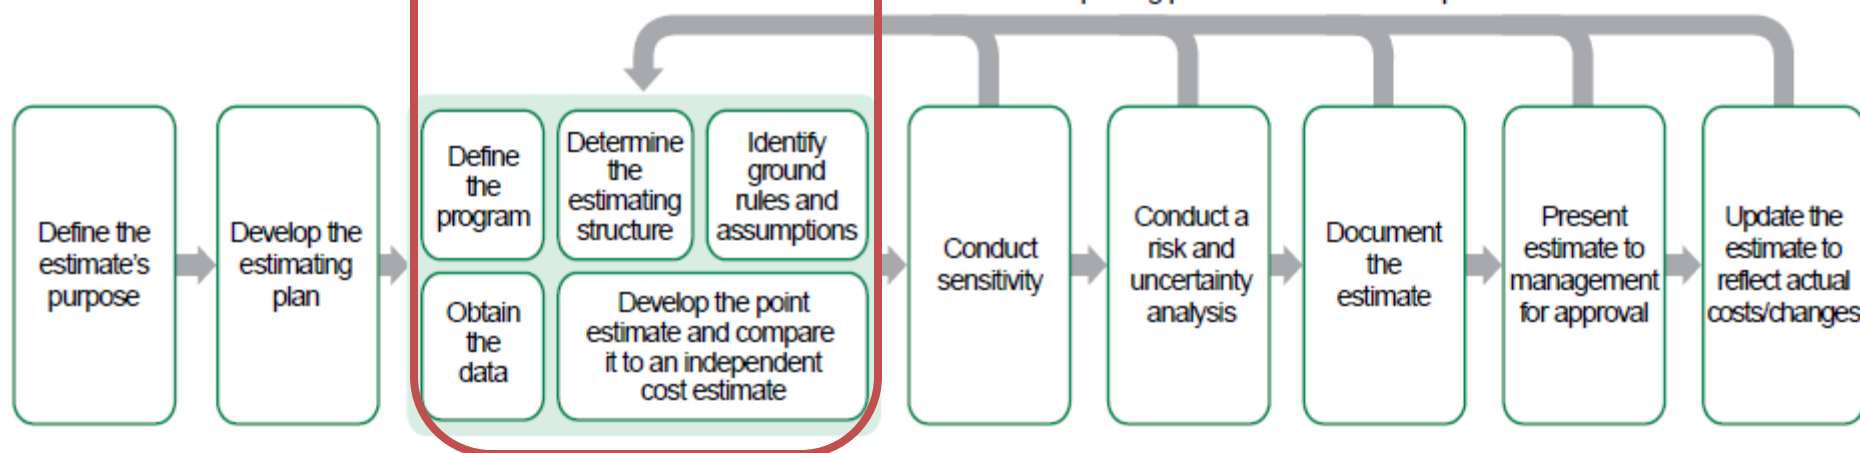 Define the
estimate's
purpose
Develop the
estimating
plan
Define
the
program
Determine
the
estimating
structure
Identify
ground
rules and
assumptions
Obtain
the
data
Develop the point
estimate and compare
it to an independent
cost estimate
Conduct
sensitivity
Conduct a
risk and
uncertainty
analysis
Document
the
estimate
Present
estimate to
management
for approval
Update the
estimate to
reflect actual
costs/changes